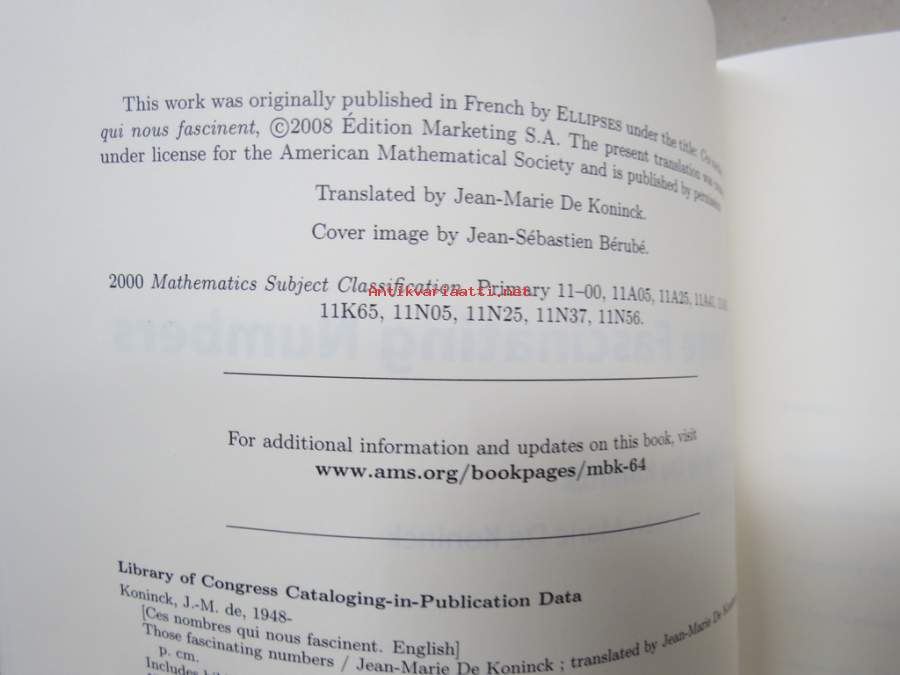 This work was originally published in French by ELLIPSES under the title: Ces
qui nous fascinent, ©2008 Édition Marketing S.A. The present translation was
under license for the American Mathematical Society and is published by permission
Translated by Jean-Marie De Koninck.
Cover image by Jean-Sébastien Bérubé.
2000 Mathematics Subject Classification. Primary 11–00, 11A05, 11A25,
Antikvariaatti.net
11K65, 11N05, 11N25, 11N37, 11N56.
For additional information and updates on this book, visit
www.ams.org/bookpages/mbk-64
Library of Congress Cataloging-in-Publication Data
Koninck, J.-M. de, 1948-
[Ces nombres qui nous fascinent. English]
Those fascinating numbers / Jean-Marie De Koninck ; translated by Jean-Marie De
p. cm.
Includes